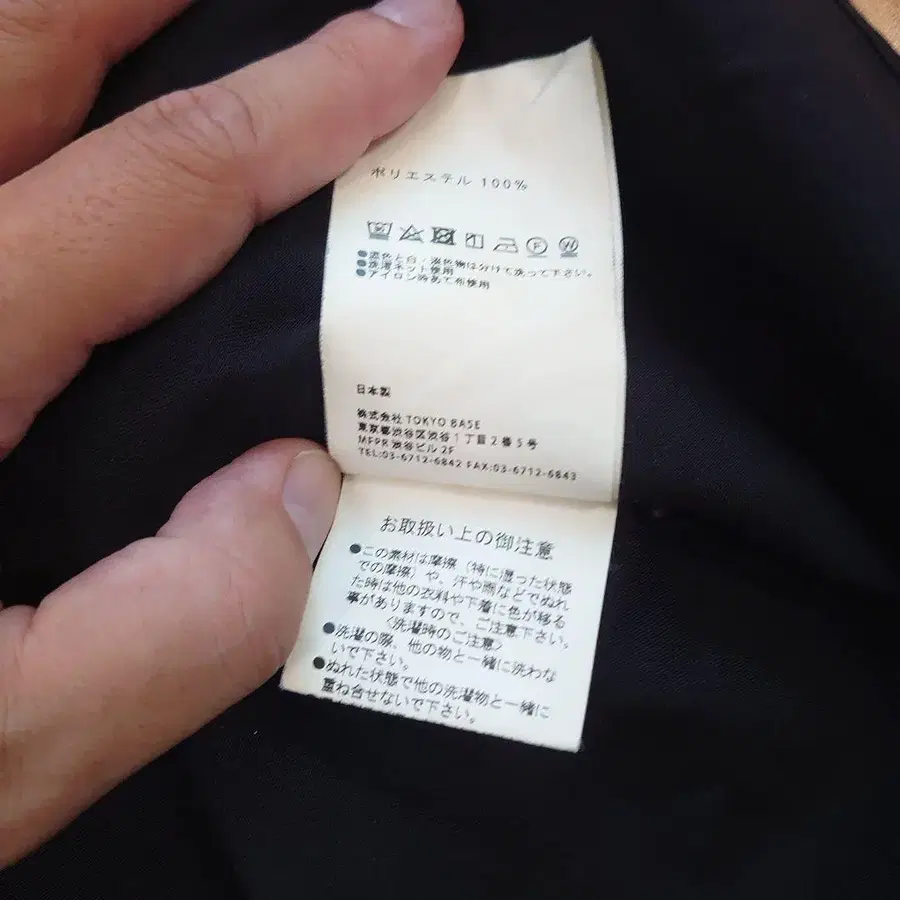 ポリエステル 100%
●濃色と白・淡色物は分けて洗って下さい。
●洗濯ネット使用
●アイロン時あて布使用
日本製
株式会社 TOKYO BASE
東京都渋谷区渋谷1丁目2番5号
MFPR 渋谷ビル 2F
TEL:03-6712-6842 FAX:03-6712-6843
お取扱い上の御注意
●この素材は摩擦（特に湿った状態
での摩擦）や、汗や雨などでぬれ
た時は他の衣料や下着に色が移る
事がありますので、ご注意下さい。
〈洗濯時のご注意〉
●洗濯の際、他の物と一緒に洗わな
いで下さい。
●ぬれた状態で他の洗濯物と一緒に
重ね合せないで下さい。